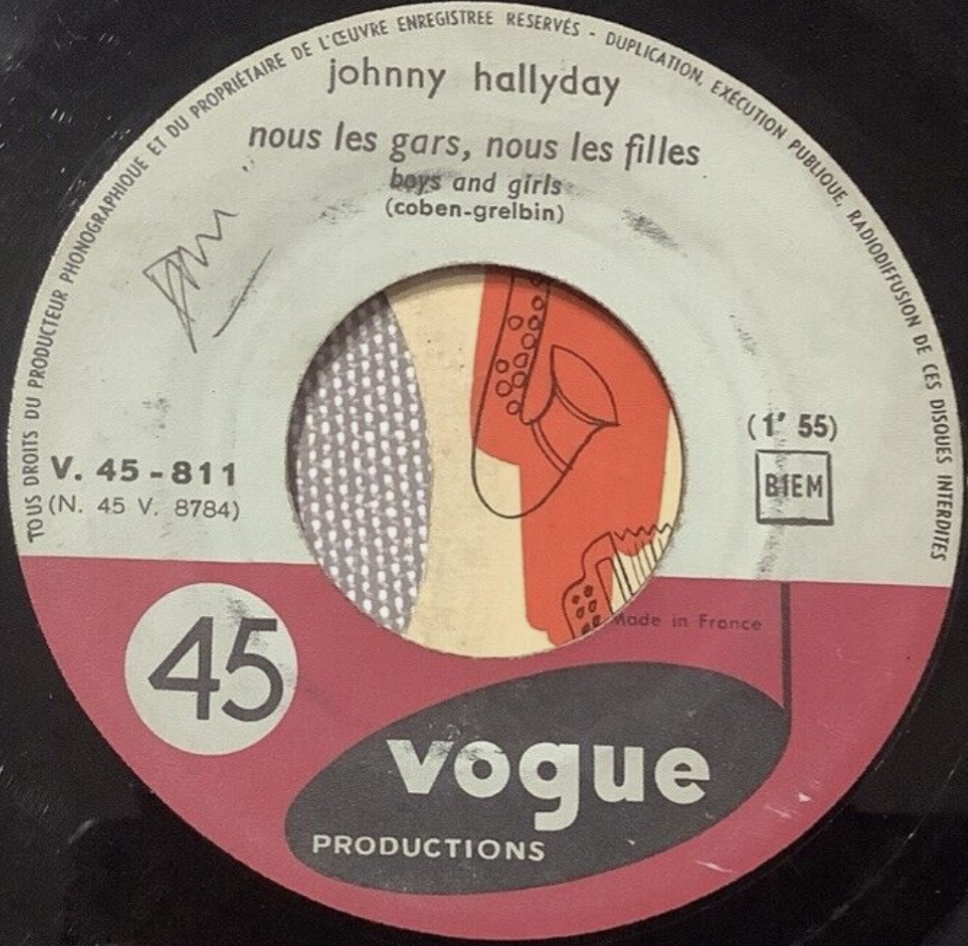 TOUS DROITS DU PRODUCTEUR PHONOGRAPHIQUE ET DU PROPRIÉTAIRE DE L'ŒUVRE ENREGISTREE RESERVÉS - DUPLICATION, EXÉCUTION PUBLIQUE, RADIODIFFUSION DE CES DISQUES INTERDITES
johnny hallyday
nous les gars, nous les filles
boys and girls
(coben-grelbin)
(1' 55)
V. 45-811
BIEM
(N. 45 V. 8784)
Made in France
45
vogue
PRODUCTIONS